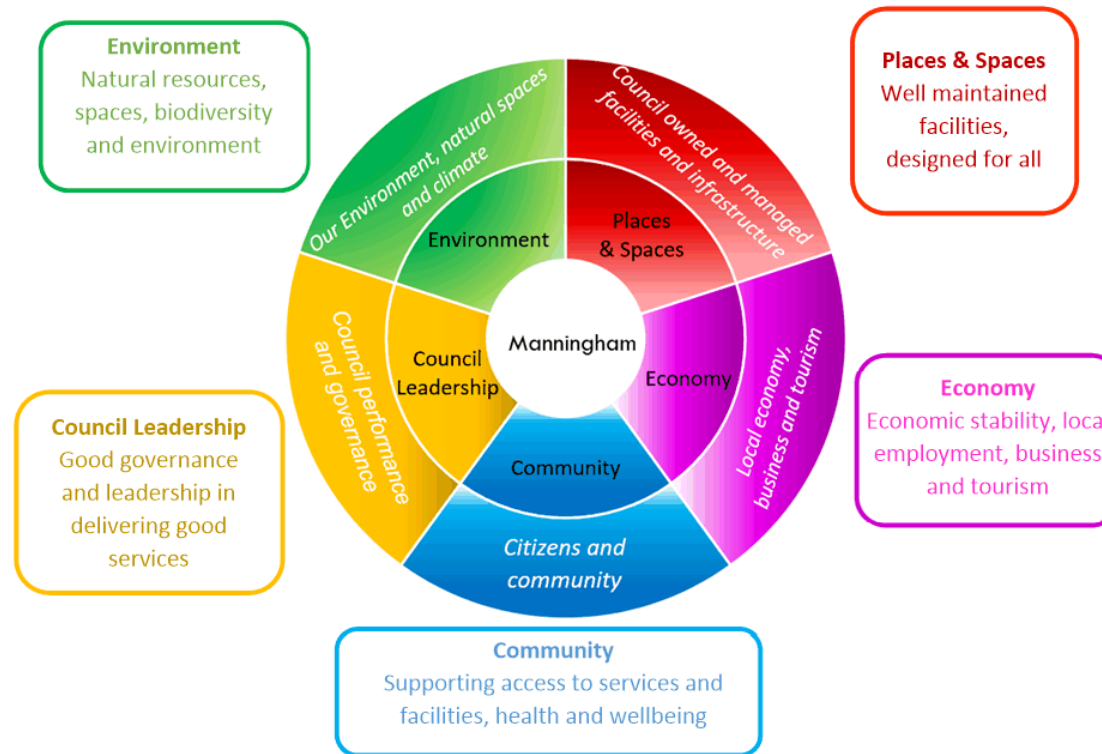 Environment
Natural resources,
spaces, biodiversity
and environment
Places & Spaces
Well maintained
facilities,
designed for all
Our Environment, natural spaces
and climate
Council owned and managed
facilities and infrastructure
Environment
Places
& Spaces
Manningham
Council
Leadership
Economy
Community
Council performance
and governance
Local economy,
business and tourism
Citizens and
community
Council Leadership
Good governance
and leadership in
delivering good
services
Economy
Economic stability, loca
employment, business
and tourism
Community
Supporting access to services and
facilities, health and wellbeing